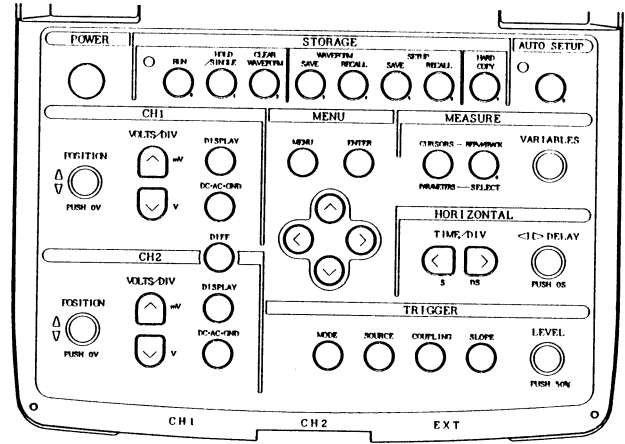 POWER
STORAGE
AUTO SETUP
RUN
HOLD
/SINGLE
CLEAR
WAVEFORM
WAVEFORM
SAVE RECALL
SETUP
SAVE RECALL
HARD
COPY
CH1
MENU
MEASURE
VOLTS/DIV
DISPLAY
POSITION
mV
DC-AC-GND
V
PUSH 0V
MENU ENTER
CURSORS
PARAMETERS — SELECT
VARIABLES
HORIZONTAL
TIME/DIV
◁ ▷ DELAY
S
PUSH 0S
DIFF
CH2
VOLTS/DIV
DISPLAY
POSITION
mV
DC-AC-GND
V
PUSH 0V
TRIGGER
MODE SOURCE COUPLING SLOPE LEVEL
PUSH 50%
CH1 CH2 EXT